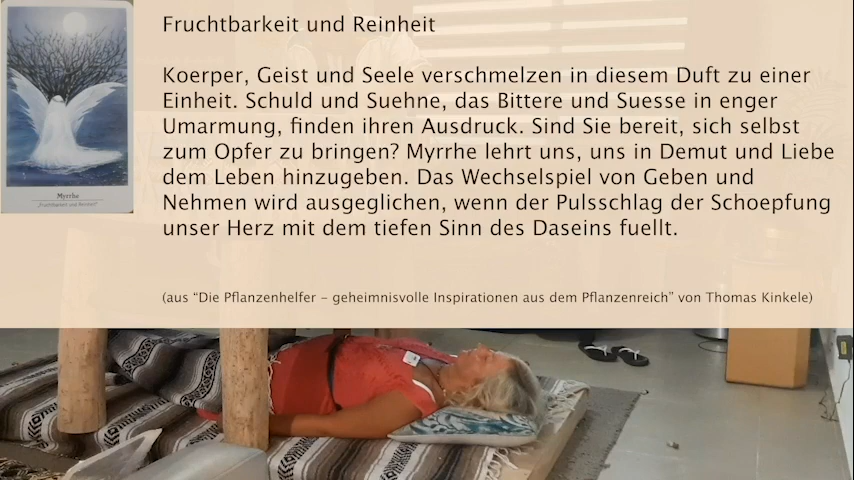 Fruchtbarkeit und Reinheit
Koerper, Geist und Seele verschmelzen in diesem Duft zu einer
Einheit. Schuld und Suehne, das Bittere und Suesse in enger
Umarmung, finden ihren Ausdruck. Sind Sie bereit, sich selbst
zum Opfer zu bringen? Myrrhe lehrt uns, uns in Demut und Liebe
dem Leben hinzugeben. Das Wechselspiel von Geben und
Nehmen wird ausgeglichen, wenn der Pulsschlag der Schoepfung
unser Herz mit dem tiefen Sinn des Daseins fuellt.
(aus “Die Pflanzenhelfer – geheimnisvolle Inspirationen aus dem Pflanzenreich” von Thomas Kinkele)
Myrrhe
„Fruchtbarkeit und Reinheit“